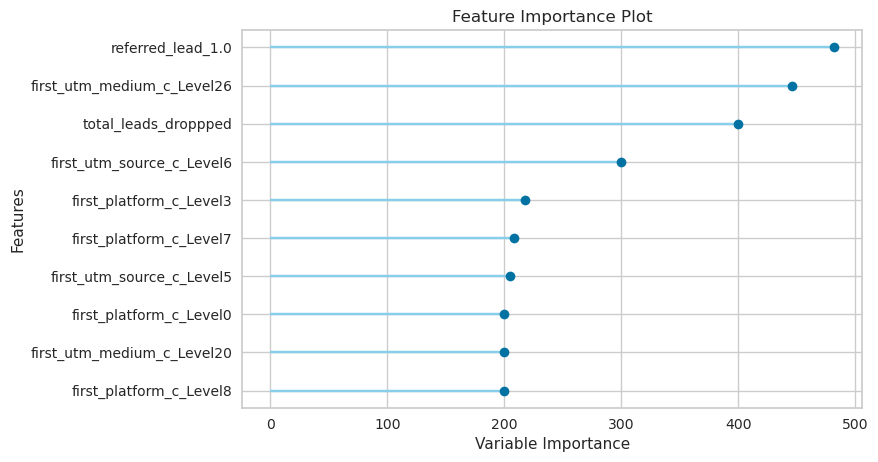 Feature Importance Plot
referred_lead_1.0
first_utm_medium_c_Level26
total_leads_droppped
first_utm_source_c_Level6
first_platform_c_Level3
first_platform_c_Level7
first_utm_source_c_Level5
first_platform_c_Level0
first_utm_medium_c_Level20
first_platform_c_Level8
Features
0 100 200 300 400 500
Variable Importance